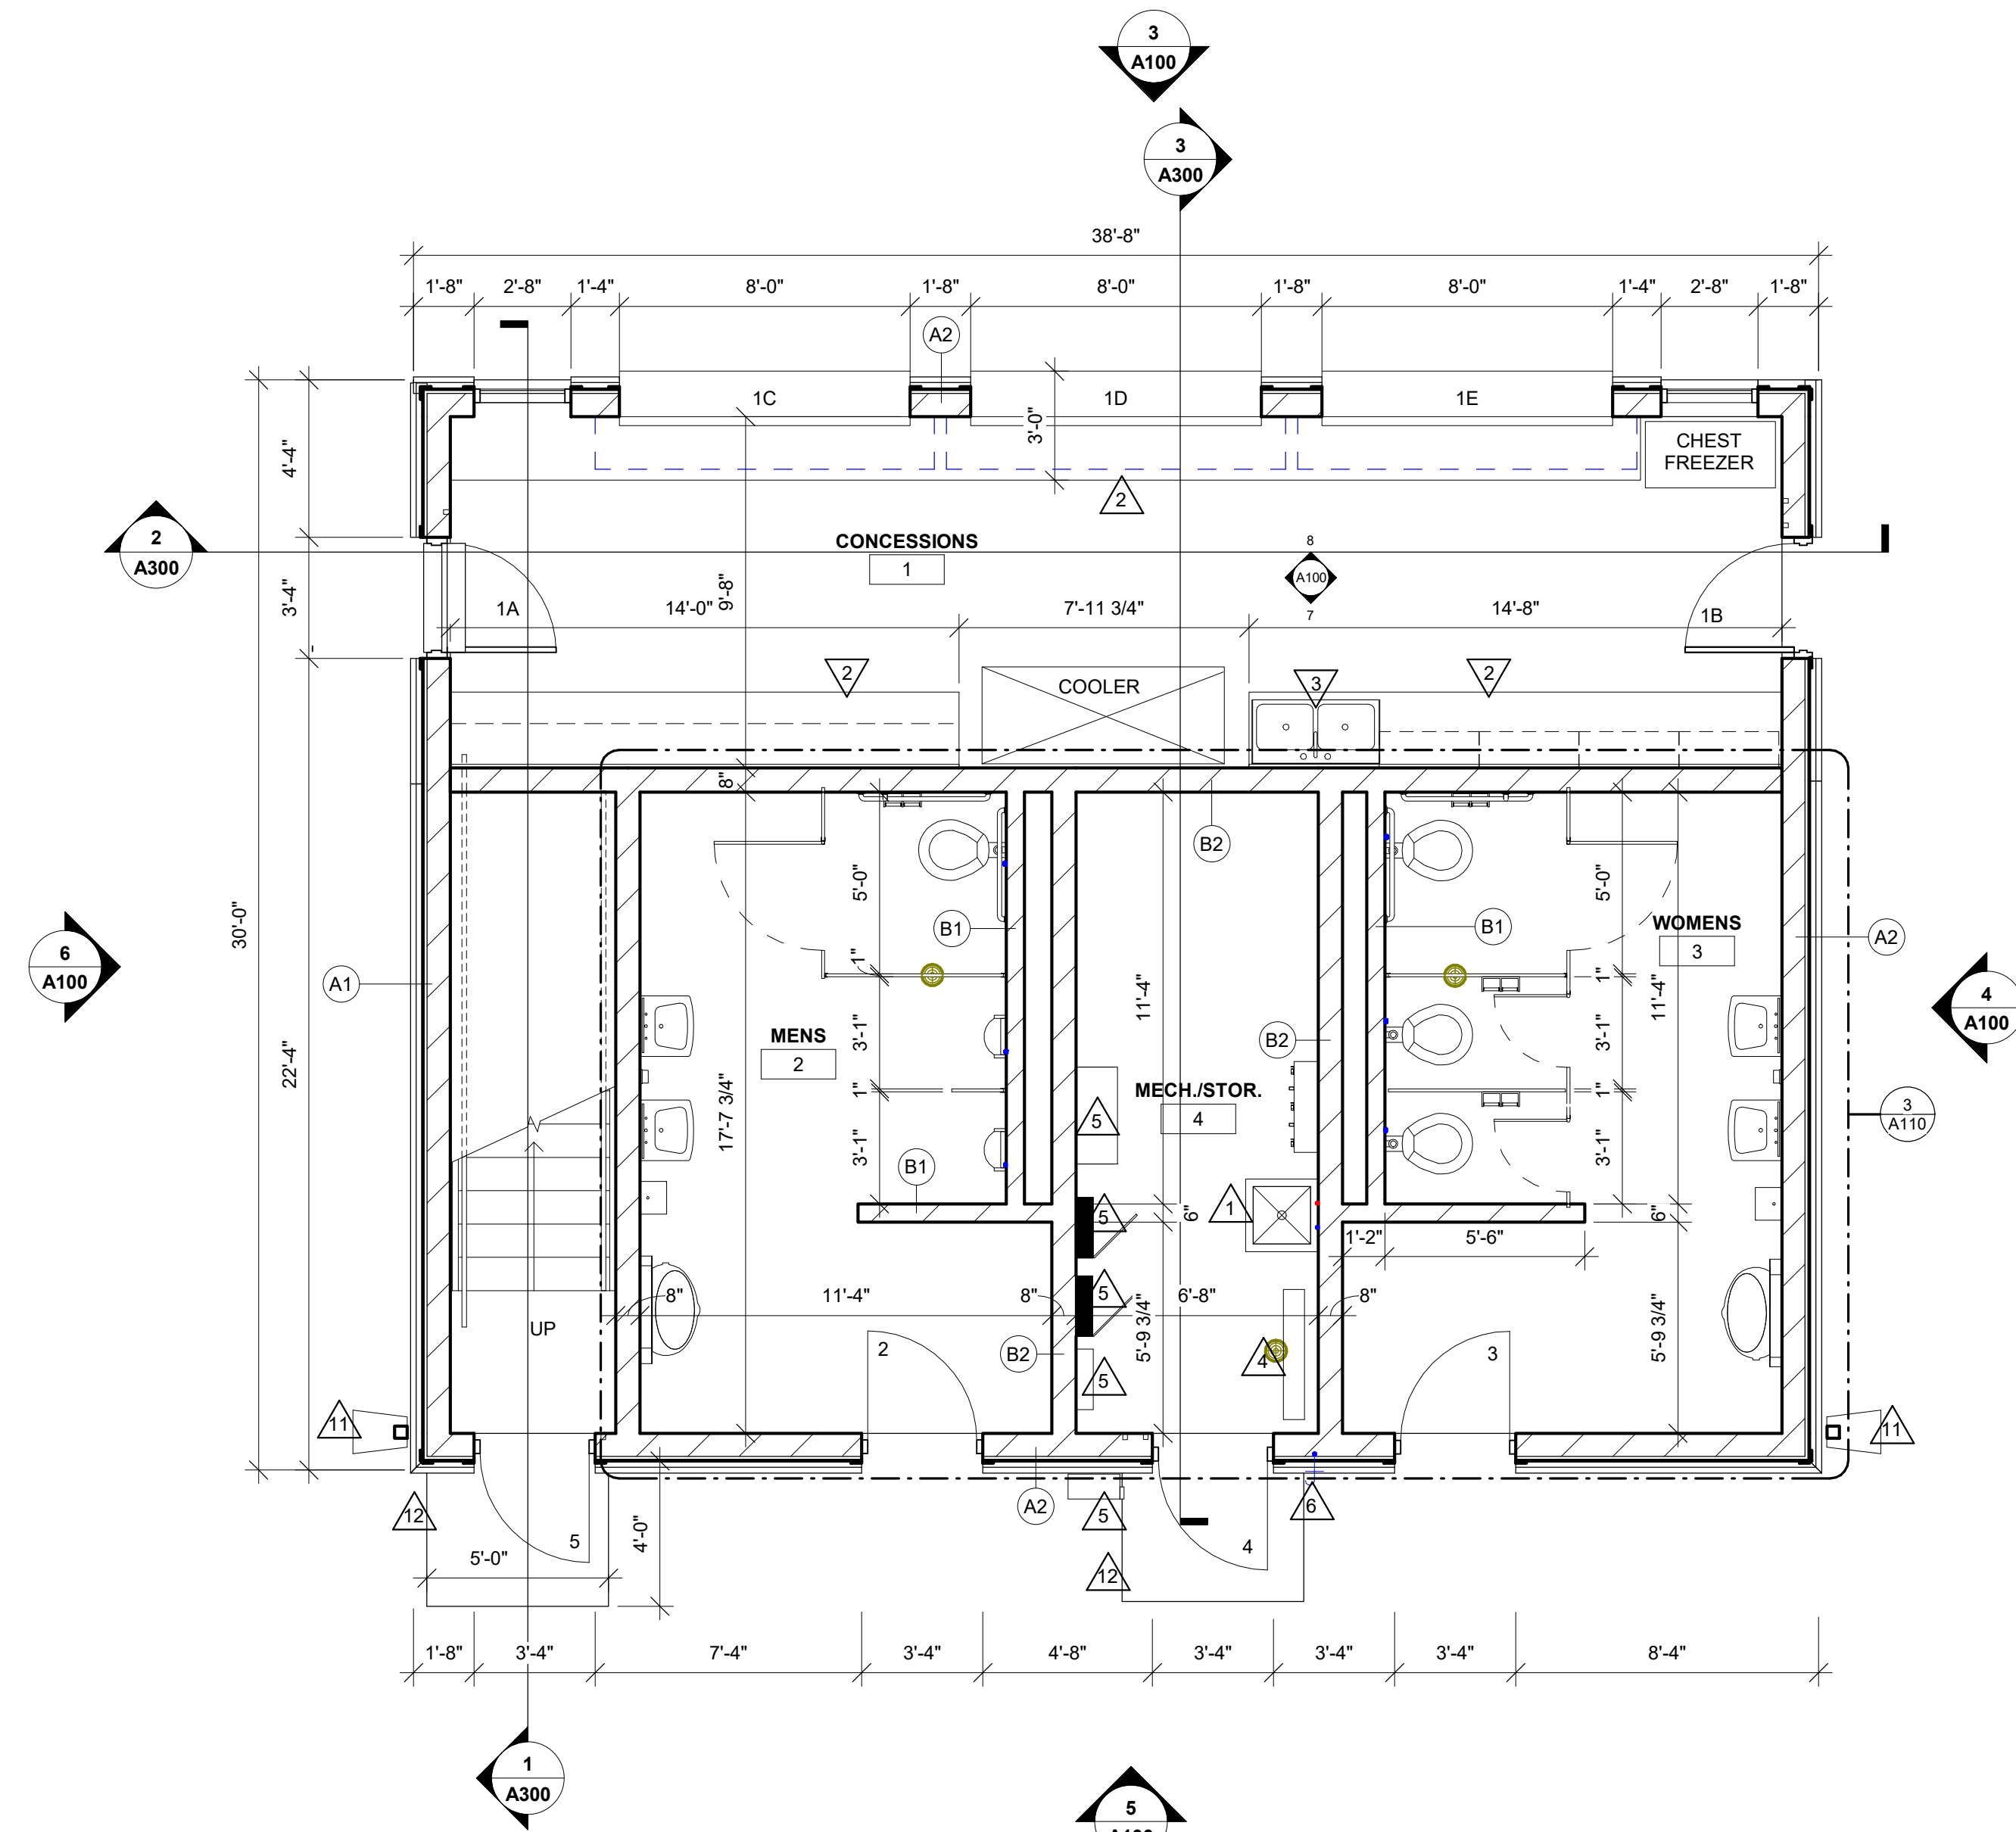 3
A100
3
A300
38'-8"
1'-8" 2'-8" 1'-4" 8'-0" 1'-8" 8'-0" 1'-8" 8'-0" 1'-4" 2'-8" 1'-8"
A2
1C 1D 1E
3'-0"
CHEST
FREEZER
4'-4"
2
2
A300
CONCESSIONS
1
8
A100
7
3'-4"
1A 14'-0" 9'-8" 7'-11 3/4" 14'-8" 1B
2 COOLER 3 2
8"
B2
30'-0"
5'-0" 5'-0"
B1 B1
WOMENS
3
A2
6
A100
A1
1" 1"
11'-4" 11'-4"
4
A100
22'-4"
MENS
2
3'-1" B2 3'-1"
MECH./STOR.
4
1" 1"
17'-7 3/4"
5
3
A110
3'-1" 3'-1"
B1
5 6" 1 6"
1'-2" 5'-6"
8" 11'-4" 8" 5 6'-8" 8"
UP
5'-9 3/4" 5'-9 3/4"
2 B2 4 3
5
11 11
12 A2 5 6
5 4'-0" 4
5'-0" 12
1'-8" 3'-4" 7'-4" 3'-4" 4'-8" 3'-4" 3'-4" 3'-4" 8'-4"
1
A300
5